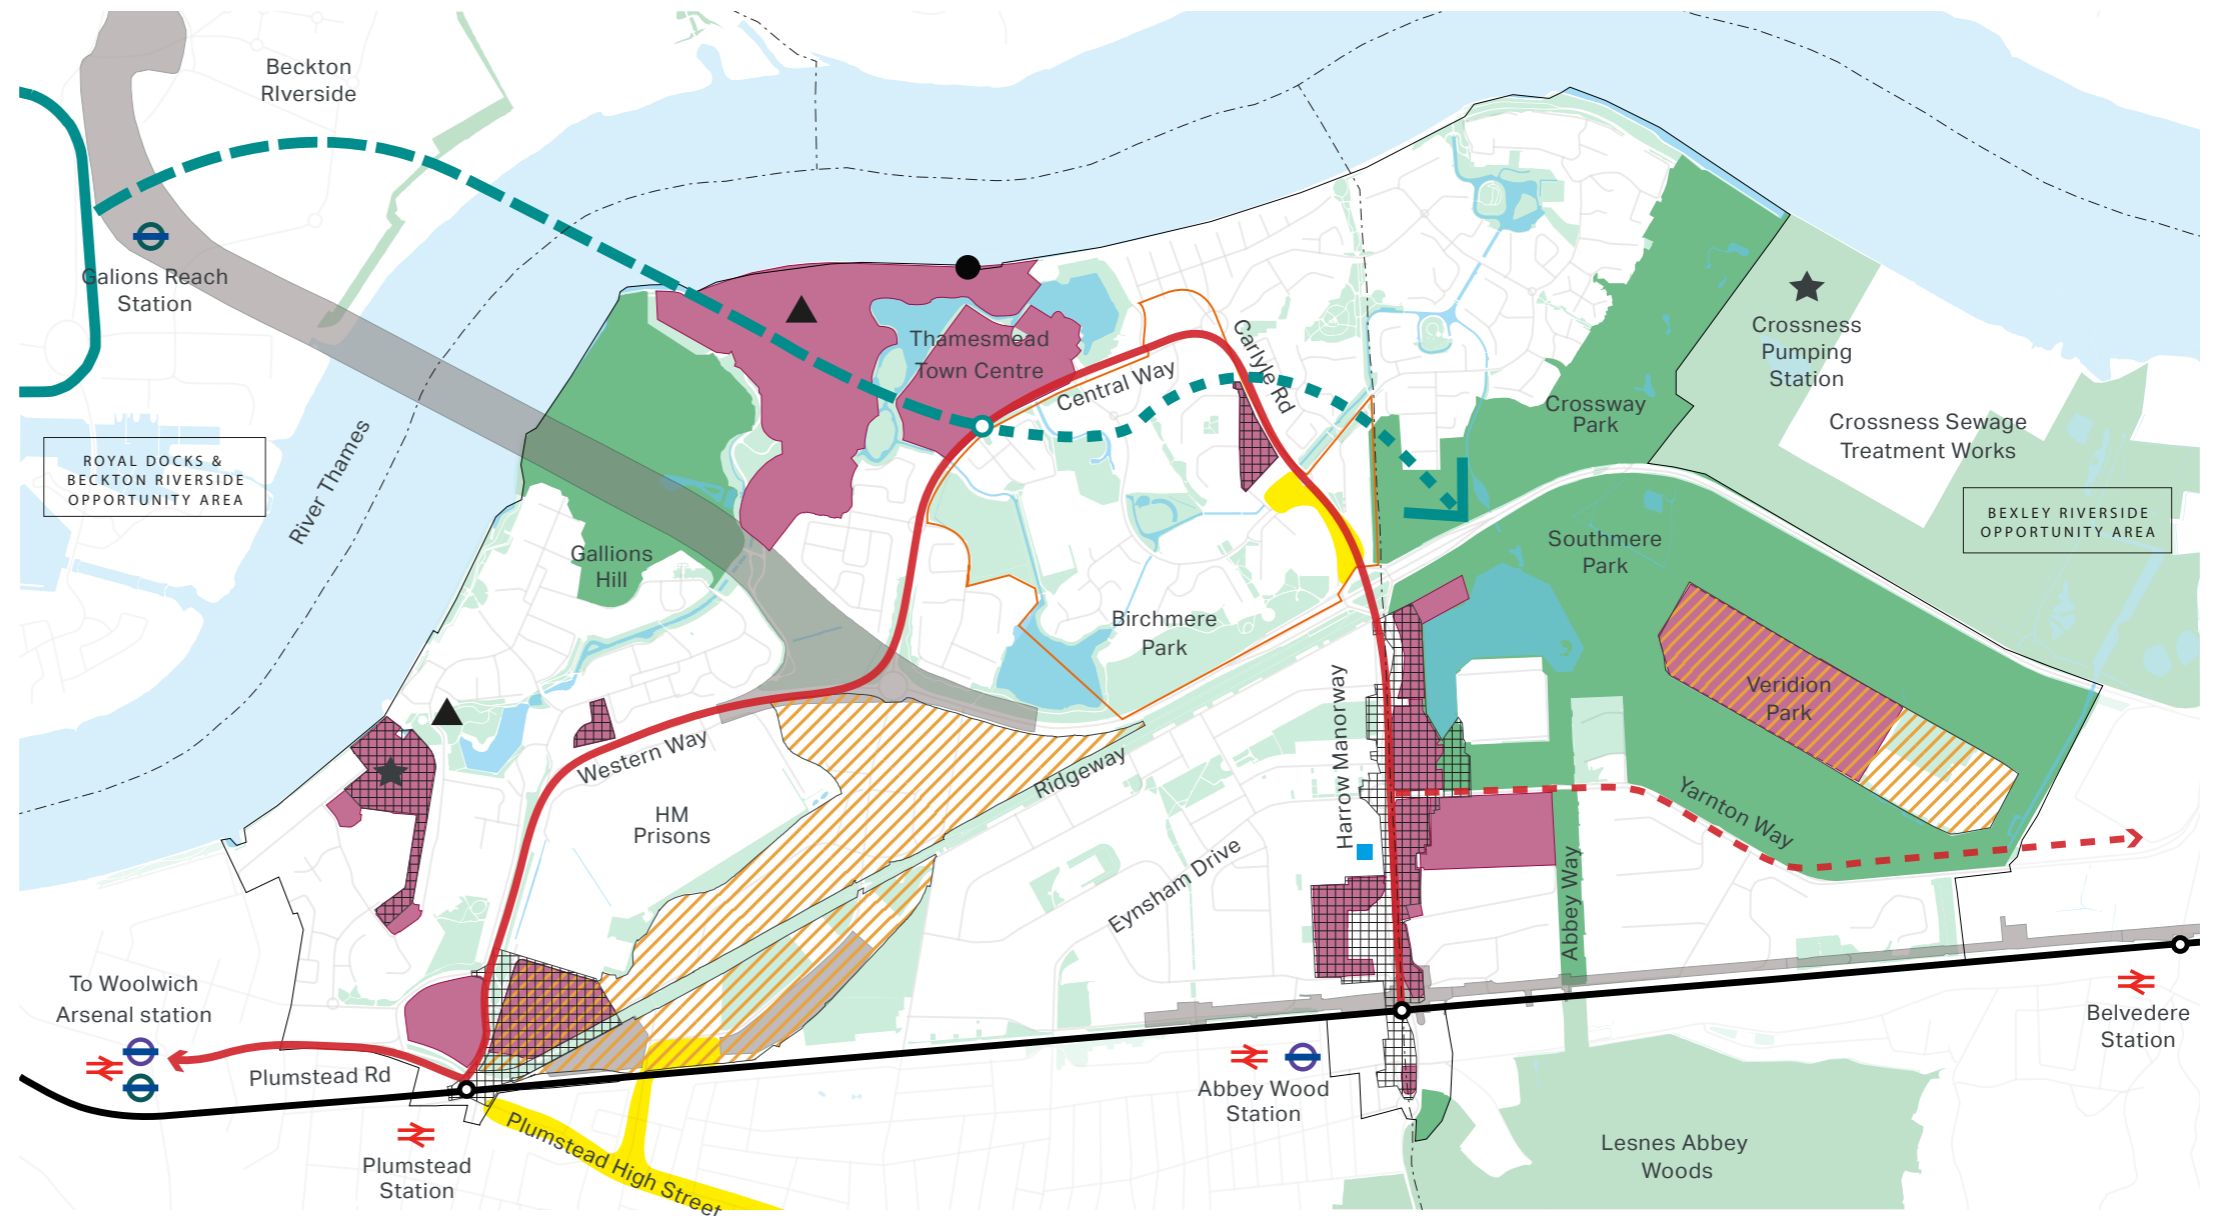 Beckton
RIverside
Galions Reach
Station
ROYAL DOCKS &
BECKTON RIVERSIDE
OPPORTUNITY AREA
River Thames
Thamesmead
Town Centre
Central Way
Carlyle Rd
Crossness
Pumping
Station
Crossway
Park
Crossness Sewage
Treatment Works
BEXLEY RIVERSIDE
OPPORTUNITY AREA
Gallions
Hill
Southmere
Park
Birchmere
Park
Veridion
Park
Western Way
HM
Prisons
Ridgeway
Harrow Manorway
Eynsham Drive
Yarnton Way
Abbey Way
To Woolwich
Arsenal station
Plumstead Rd
Plumstead
Station
Plumstead High Street
Abbey Wood
Station
Belvedere
Station
Lesnes Abbey
Woods